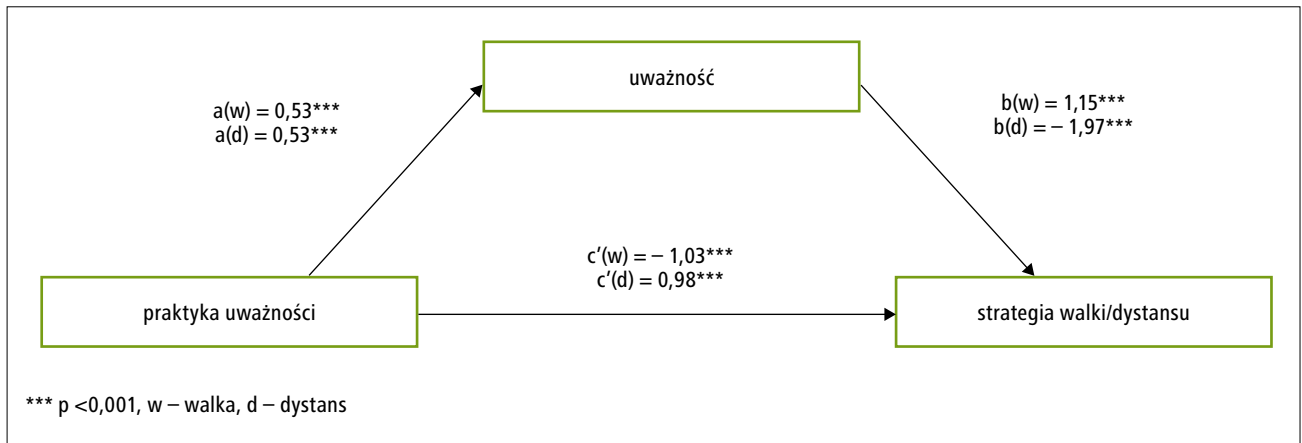 uważność
a(w) = 0,53***
a(d) = 0,53***
b(w) = 1,15***
b(d) = – 1,97***
c’(w) = – 1,03***
c’(d) = 0,98***
praktyka uważności
strategia walki/dystansu
*** p <0,001, w – walka, d – dystans